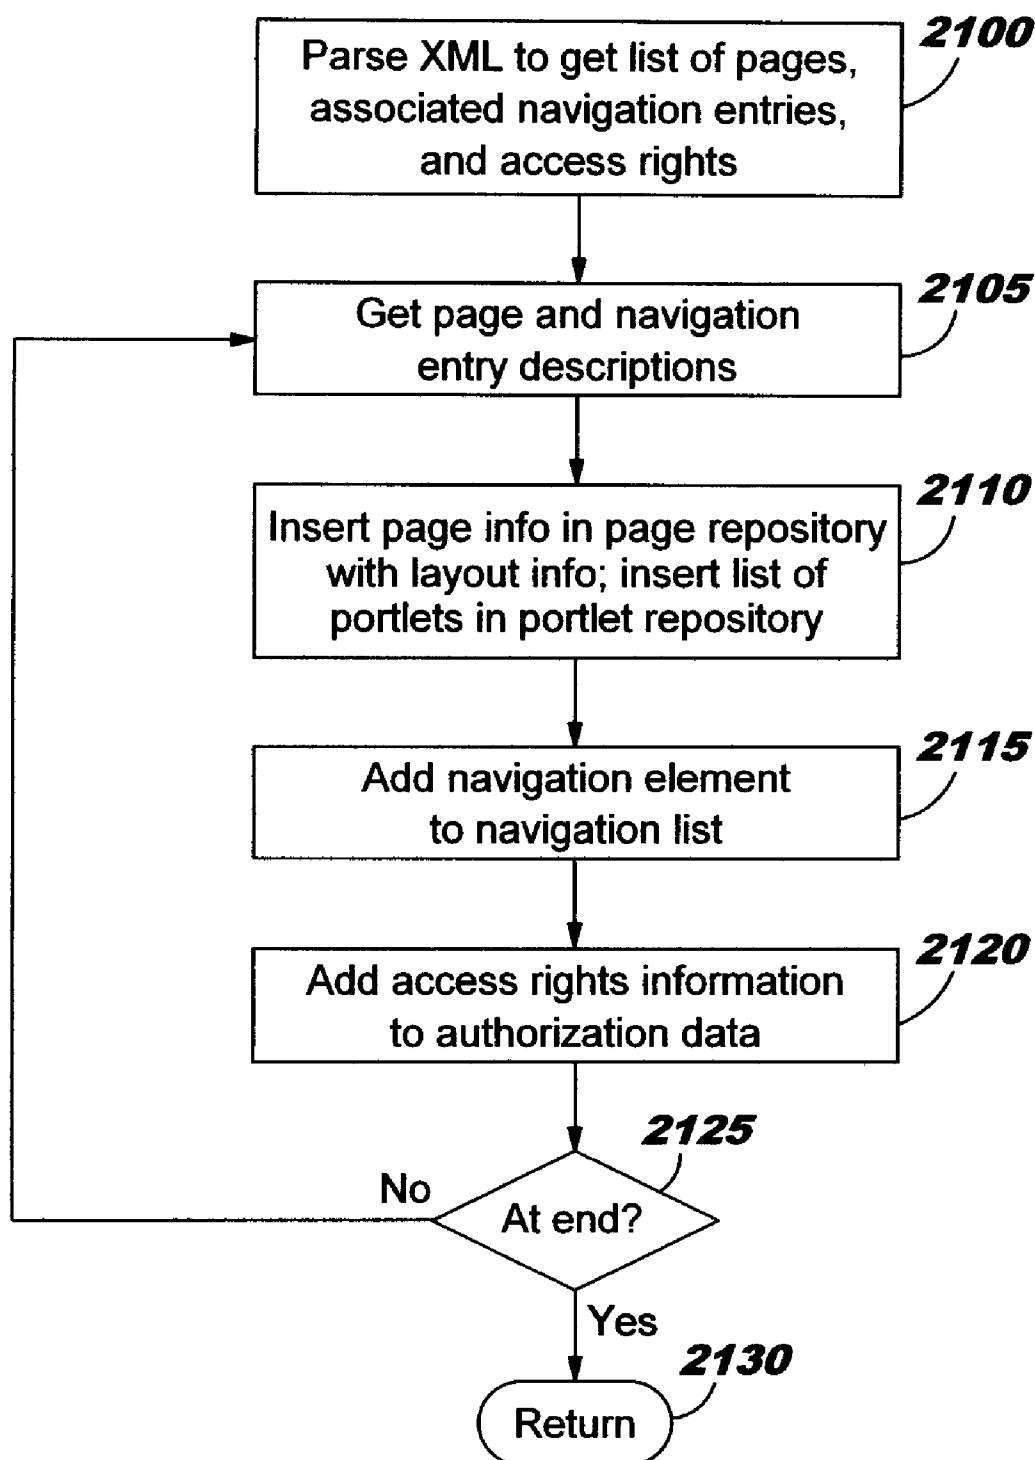 2100
Parse XML to get list of pages,
associated navigation entries,
and access rights
2105
Get page and navigation
entry descriptions
2110
Insert page info in page repository
with layout info; insert list of
portlets in portlet repository
2115
Add navigation element
to navigation list
2120
Add access rights information
to authorization data
2125
No
At end?
Yes
2130
Return